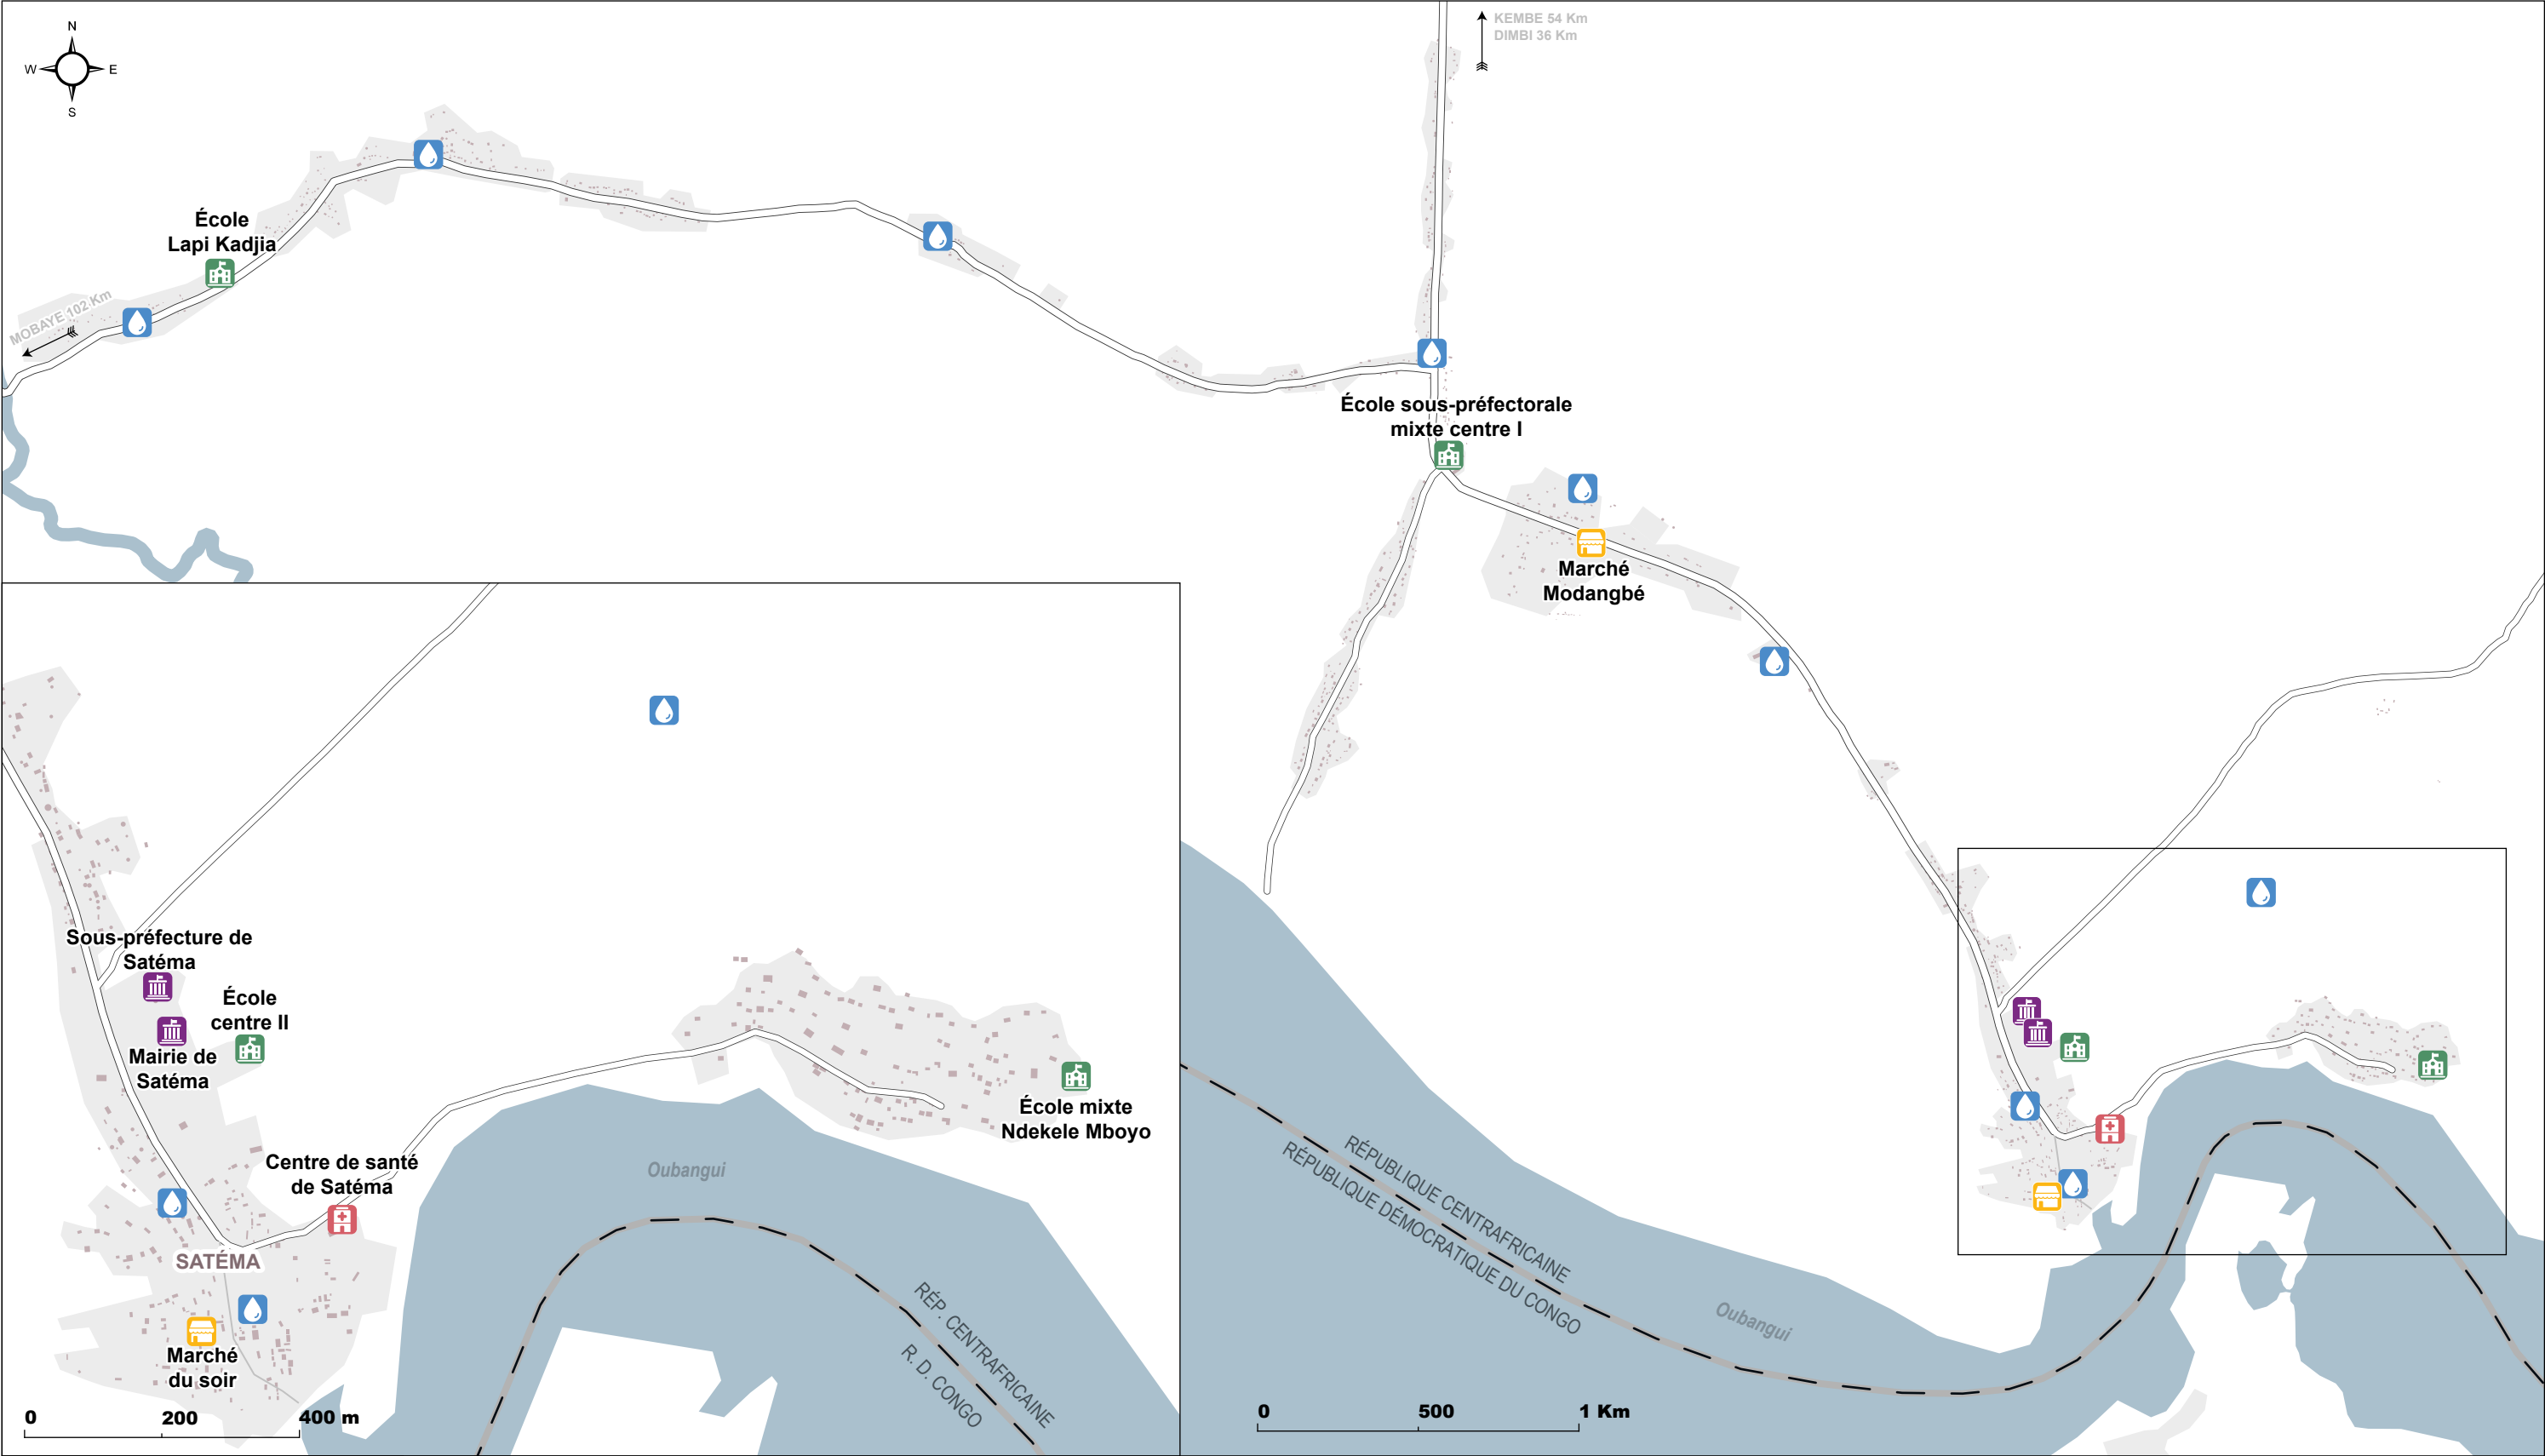 N
W
E
S
KEMBE 54 Km
DIMBI 36 Km
École
Lapi Kadjia
MOBAYE 102 Km
École sous-préfectorale
mixte centre I
Marché
Modangbé
Sous-préfecture de
Satéma
École
centre II
Mairie de
Satéma
École mixte
Ndekele Mboyo
Centre de santé
de Satéma
Oubangui
SATÉMA
Marché
du soir
RÉP. CENTRAFRICAINE
R. D. CONGO
0 200 400 m
RÉPUBLIQUE CENTRAFRICAINE
RÉPUBLIQUE DÉMOCRATIQUE DU CONGO
Oubangui
0 500 1 Km